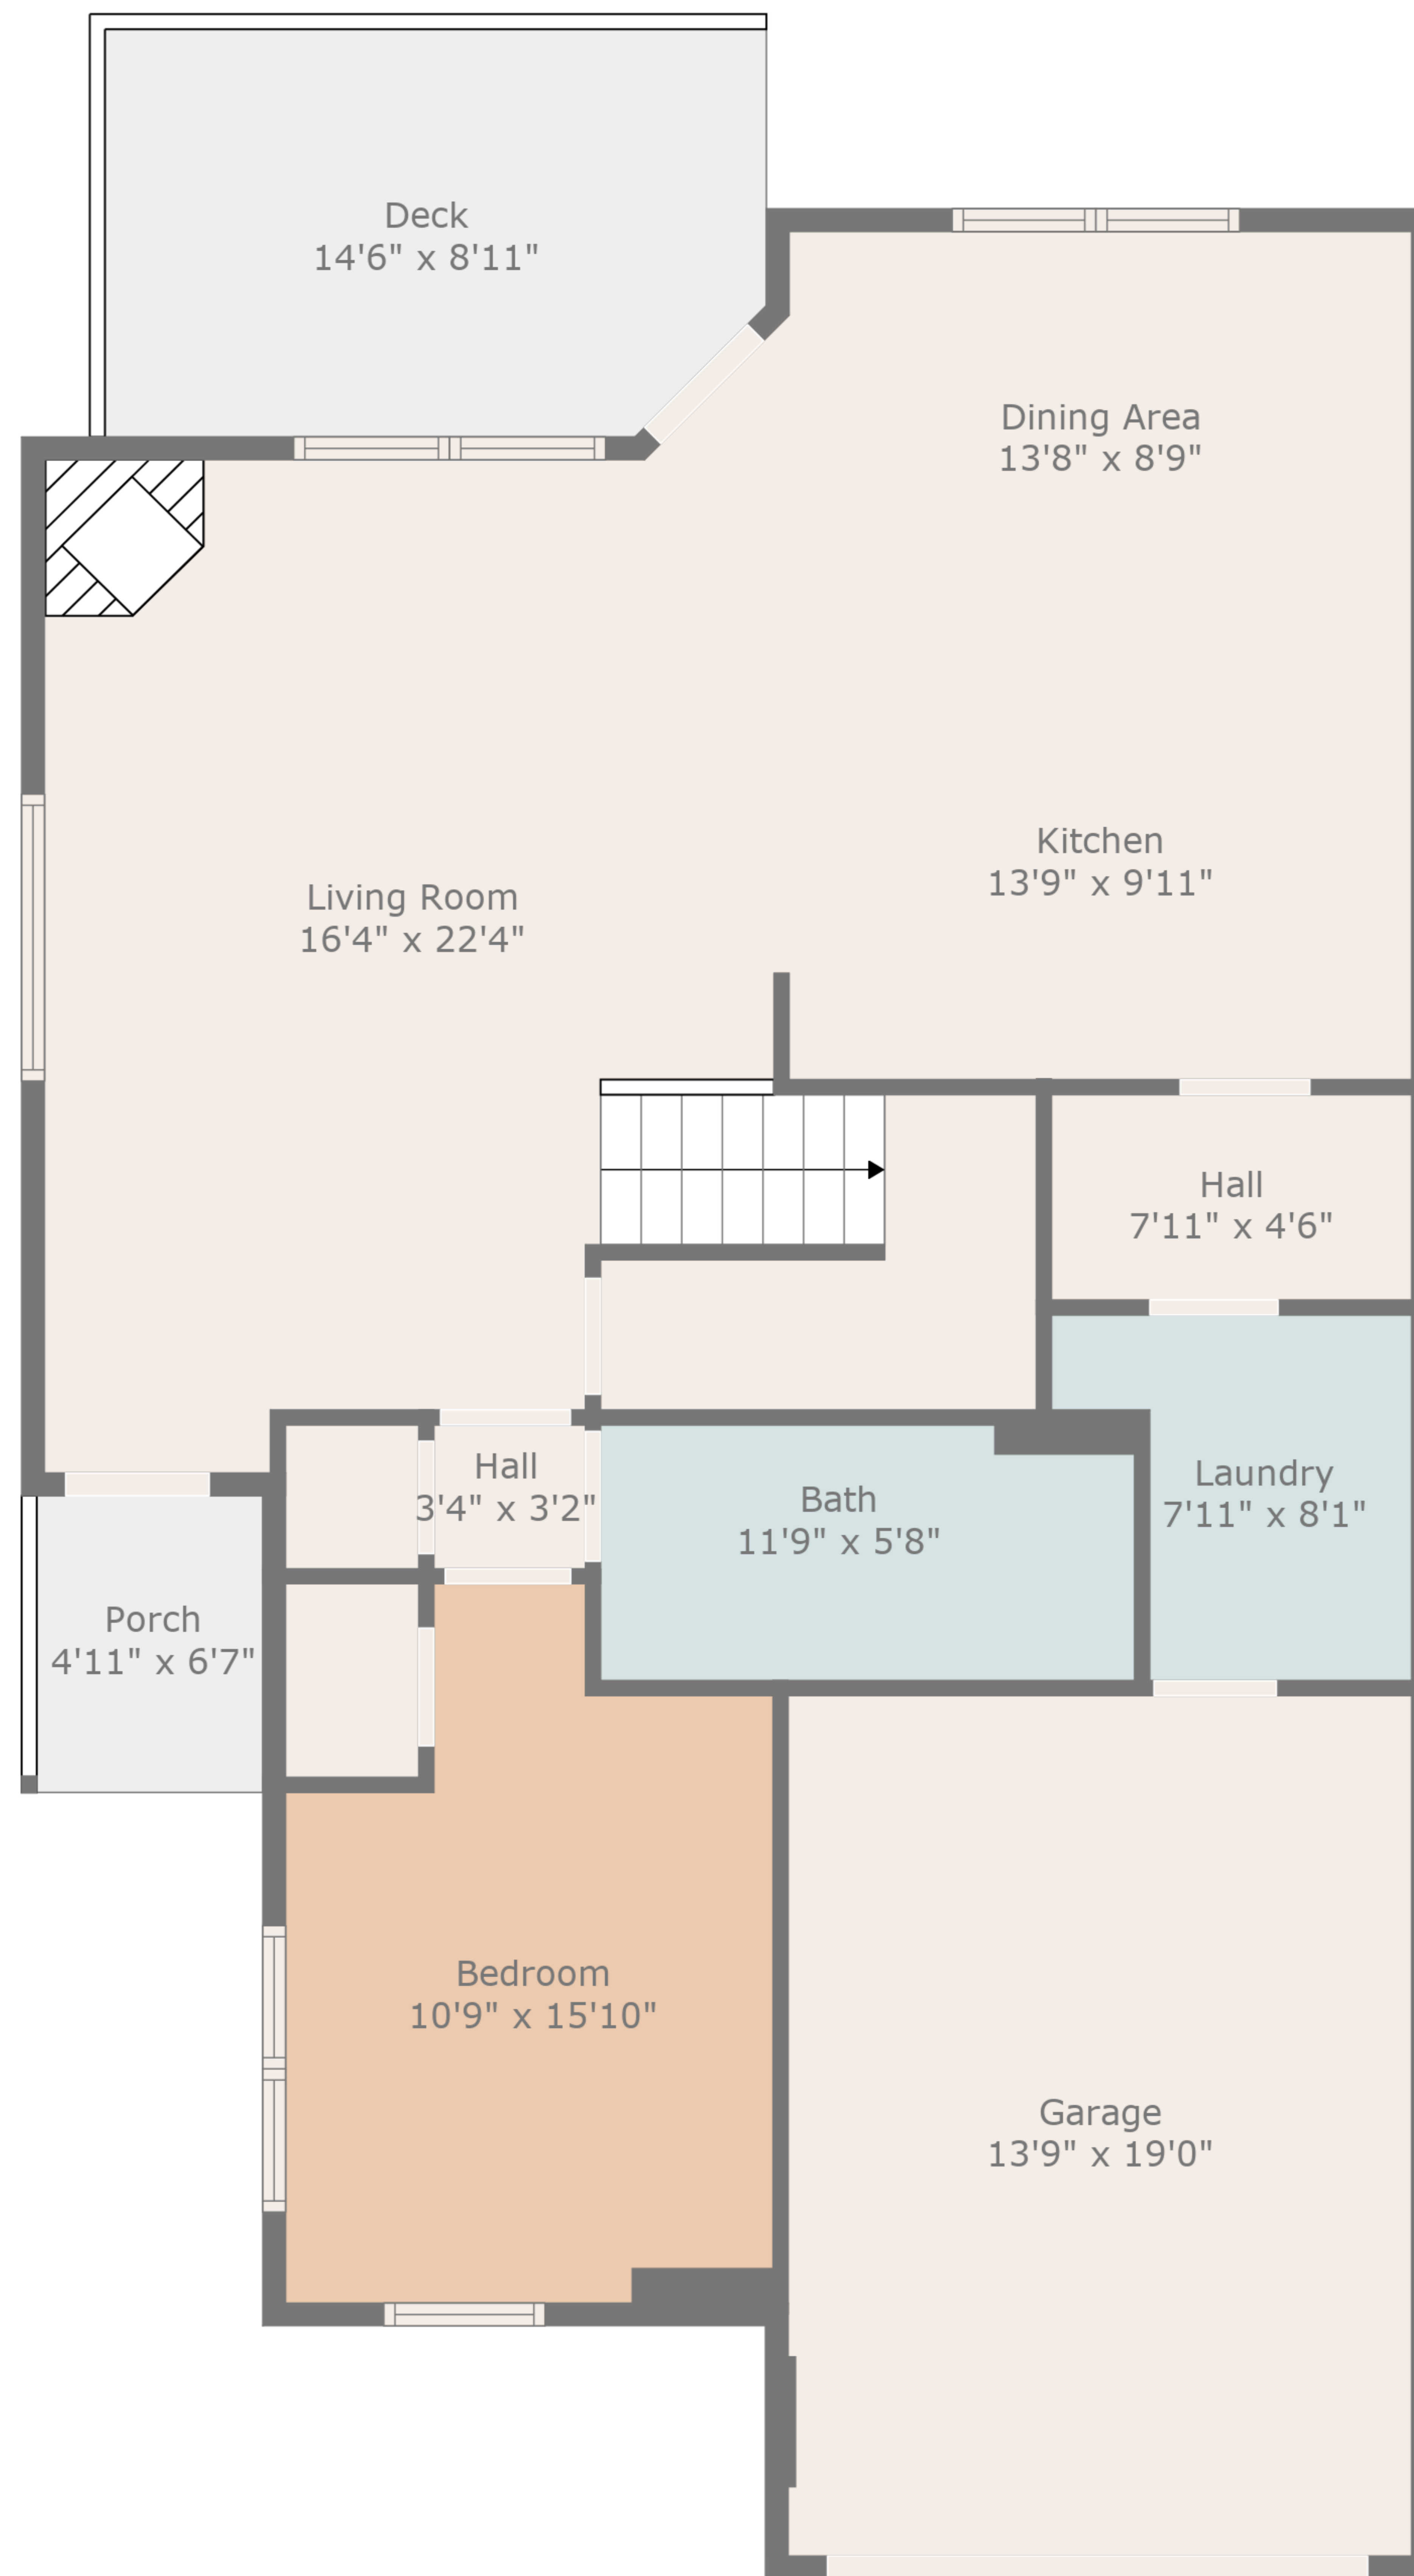 Deck
14'6" x 8'11"
Dining Area
13'8" x 8'9"
Kitchen
13'9" x 9'11"
Living Room
16'4" x 22'4"
Hall
7'11" x 4'6"
Hall
3'4" x 3'2"
Bath
11'9" x 5'8"
Laundry
7'11" x 8'1"
Porch
4'11" x 6'7"
Bedroom
10'9" x 15'10"
Garage
13'9" x 19'0"